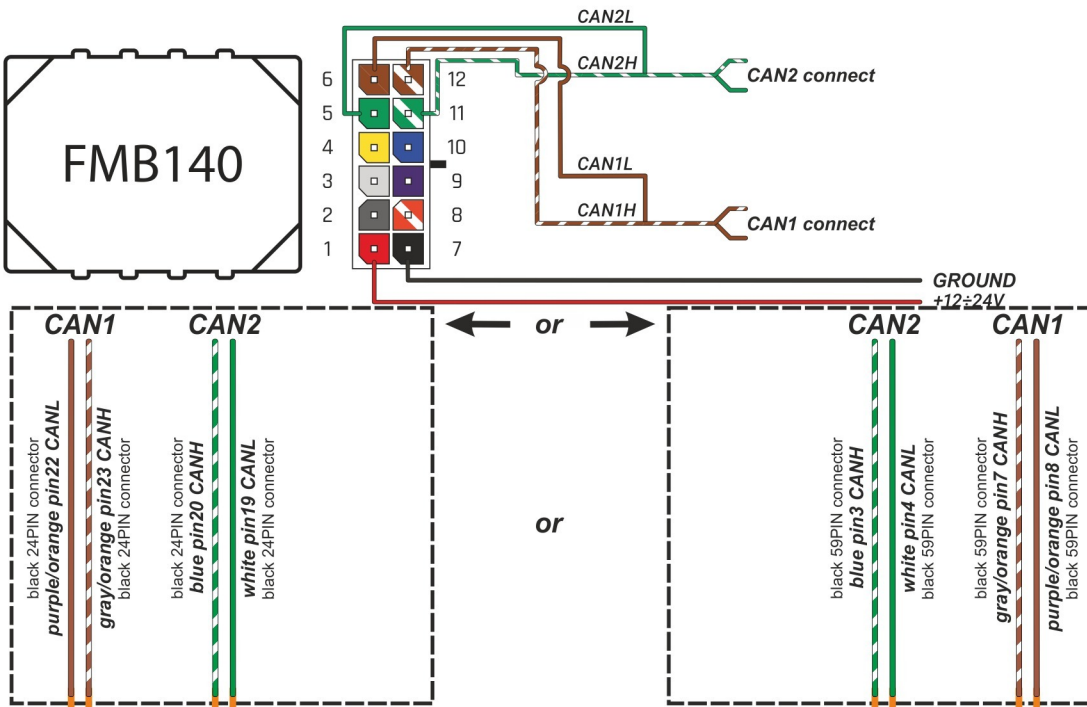 CAN2L
CAN2H
CAN2 connect
FMB140
6 12
5 11
4 10
3 9
2 8
1 7
CAN1L
CAN1H
CAN1 connect
GROUND
+12÷24V
or
CAN1 CAN2
black 24PIN connector
purple/orange pin22 CANL
gray/orange pin23 CANH
black 24PIN connector
black 24PIN connector
blue pin20 CANH
white pin19 CANL
black 24PIN connector
or
CAN2 CAN1
black 59PIN connector
blue pin3 CANH
white pin4 CANL
black 59PIN connector
black 59PIN connector
gray/orange pin7 CANH
purple/orange pin8 CANL
black 59PIN connector